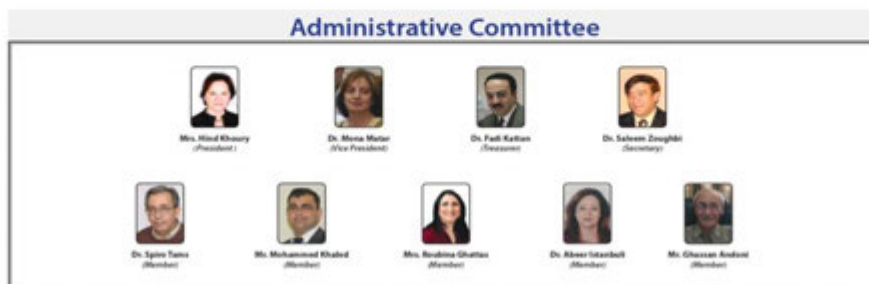 Administrative Committee
Mrs. Hind Khoury
(President)
Dr. Mona Matar
(Vice President)
Dr. Fadi Kattan
(Treasurer)
Dr. Saleem Zoughbi
(Secretary)
Dr. Spiro Tams
(Member)
Mr. Mohammed Khaled
(Member)
Mrs. Roubina Ghattas
(Member)
Dr. Abeer Istanbuli
(Member)
Mr. Ghassan Andoni
(Member)